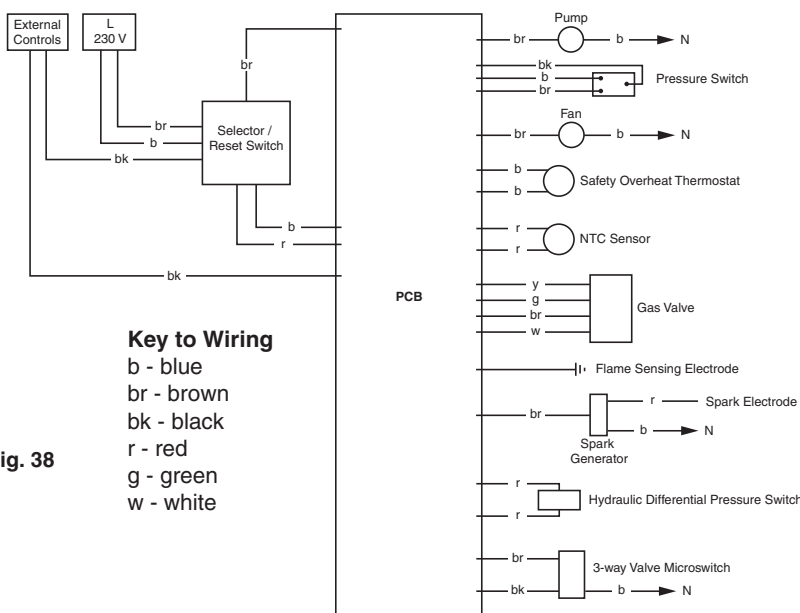 External
Controls
L
230 V
br
br
b
bk
Selector /
Reset Switch
b
r
bk
PCB
Pump
br
b
N
bk
b
br
Pressure Switch
Fan
br
b
N
b
b
Safety Overheat Thermostat
r
r
NTC Sensor
y
g
br
w
Gas Valve
Flame Sensing Electrode
br
r
Spark Electrode
b
N
Spark
Generator
r
r
Hydraulic Differential Pressure Switch
br
bk
3-way Valve Microswitch
b
N
Key to Wiring
b - blue
br - brown
bk - black
r - red
g - green
w - white
ig. 38